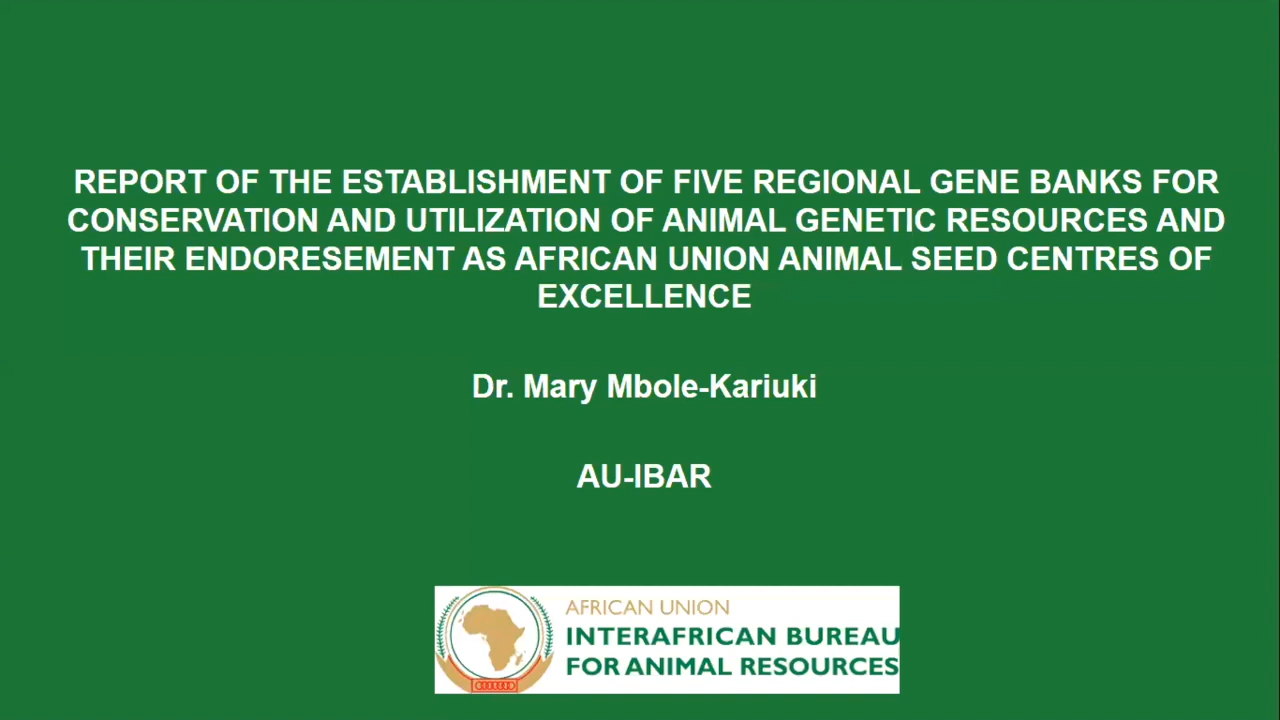 REPORT OF THE ESTABLISHMENT OF FIVE REGIONAL GENE BANKS FOR
CONSERVATION AND UTILIZATION OF ANIMAL GENETIC RESOURCES AND
THEIR ENDORESEMENT AS AFRICAN UNION ANIMAL SEED CENTRES OF
EXCELLENCE
Dr. Mary Mbole-Kariuki
AU-IBAR
AFRICAN UNION
INTERAFRICAN BUREAU
FOR ANIMAL RESOURCES